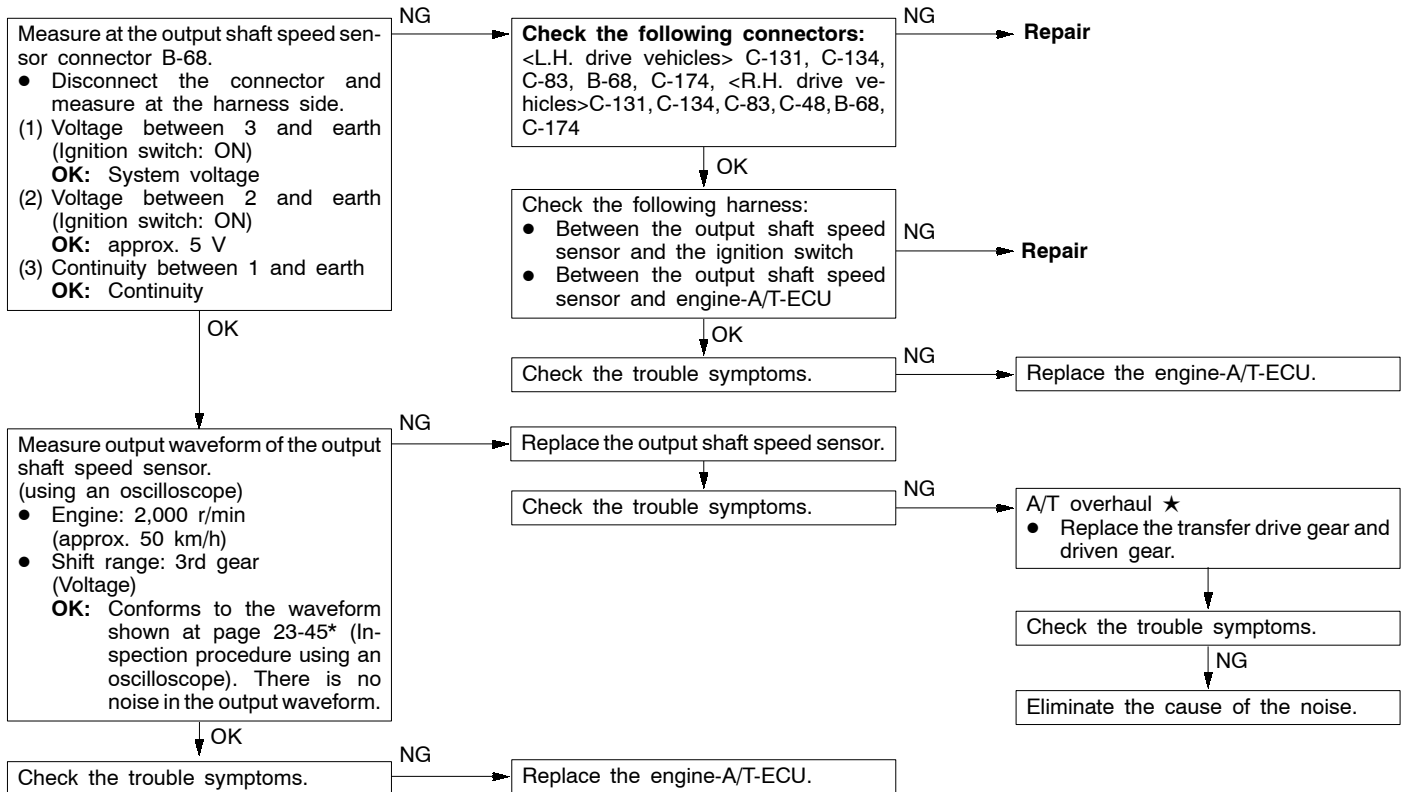 Measure at the output shaft speed sen-
sor connector B-68.
● Disconnect the connector and
measure at the harness side.
(1) Voltage between 3 and earth
(Ignition switch: ON)
OK: System voltage
(2) Voltage between 2 and earth
(Ignition switch: ON)
OK: approx. 5 V
(3) Continuity between 1 and earth
OK: Continuity
NG
Check the following connectors:
<L.H. drive vehicles> C-131, C-134,
C-83, B-68, C-174, <R.H. drive ve-
hicles>C-131, C-134, C-83, C-48, B-68,
C-174
NG
Repair
OK
Check the following harness:
● Between the output shaft speed
sensor and the ignition switch
● Between the output shaft speed
sensor and engine-A/T-ECU
NG
Repair
OK
Check the trouble symptoms.
NG
Replace the engine-A/T-ECU.
OK
Measure output waveform of the output
shaft speed sensor.
(using an oscilloscope)
● Engine: 2,000 r/min
(approx. 50 km/h)
● Shift range: 3rd gear
(Voltage)
OK: Conforms to the waveform
shown at page 23-45* (In-
spection procedure using an
oscilloscope). There is no
noise in the output waveform.
NG
Replace the output shaft speed sensor.
Check the trouble symptoms.
NG
A/T overhaul ★
● Replace the transfer drive gear and
driven gear.
Check the trouble symptoms.
NG
Eliminate the cause of the noise.
OK
Check the trouble symptoms.
NG
Replace the engine-A/T-ECU.